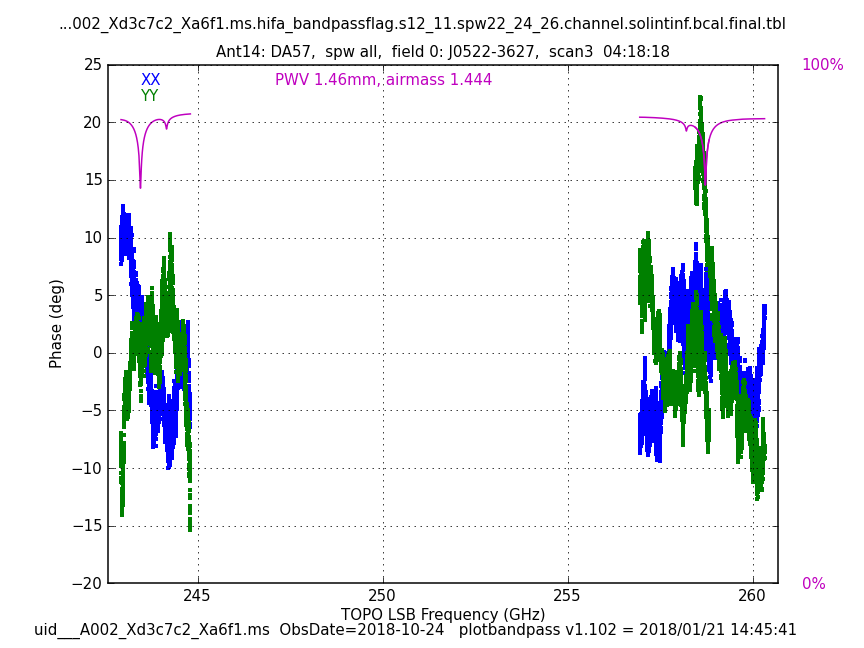 ...002_Xd3c7c2_Xa6f1.ms.hifa_bandpassflag.s12_11.spw22_24_26.channel.solintinf.bcal.final.tbl
Ant14: DA57,  spw all,  field 0: J0522-3627,  scan3  04:18:18
25
100%
XX
PWV 1.46mm, airmass 1.444
YY
20
15
10
5
0
−5
−10
−15
−20
0%
Phase (deg)
245
250
255
260
TOPO LSB Frequency (GHz)
uid___A002_Xd3c7c2_Xa6f1.ms  ObsDate=2018-10-24   plotbandpass v1.102 = 2018/01/21 14:45:41